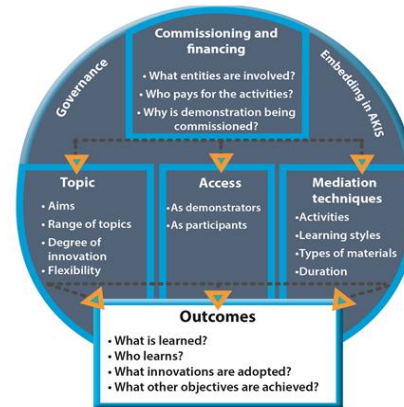 Commissioning and
financing
• What entities are involved?
• Who pays for the activities?
• Why is demonstration being
commissioned?
Governance
Embedding in AKIS
Topic
• Aims
• Range of topics
• Degree of
innovation
• Flexibility
Access
• As demonstrators
• As participants
Mediation
techniques
•Activities
•Learning styles
•Types of materials
•Duration
Outcomes
• What is learned?
• Who learns?
• What innovations are adopted?
• What other objectives are achieved?